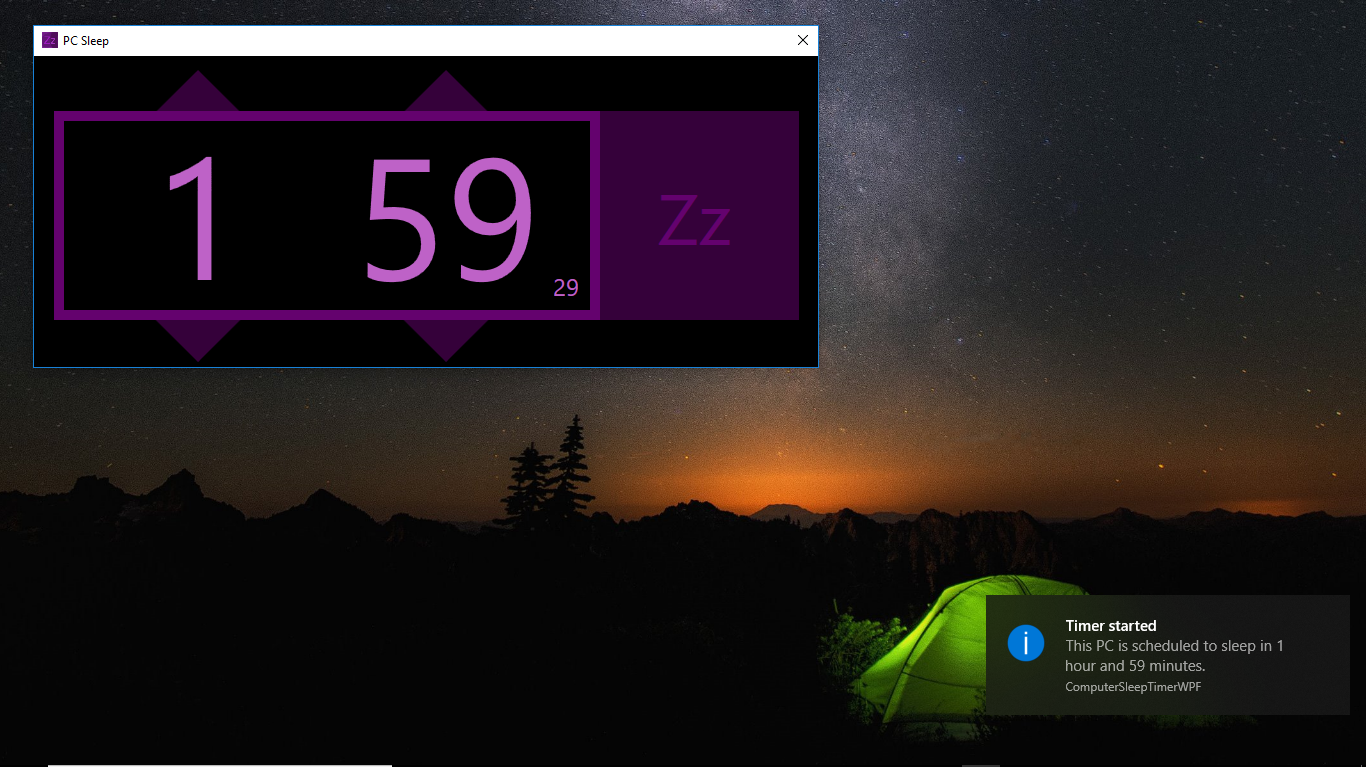 Zz PC Sleep
1 59 29
Zz
Timer started
This PC is scheduled to sleep in 1
hour and 59 minutes.
ComputerSleepTimerWPF